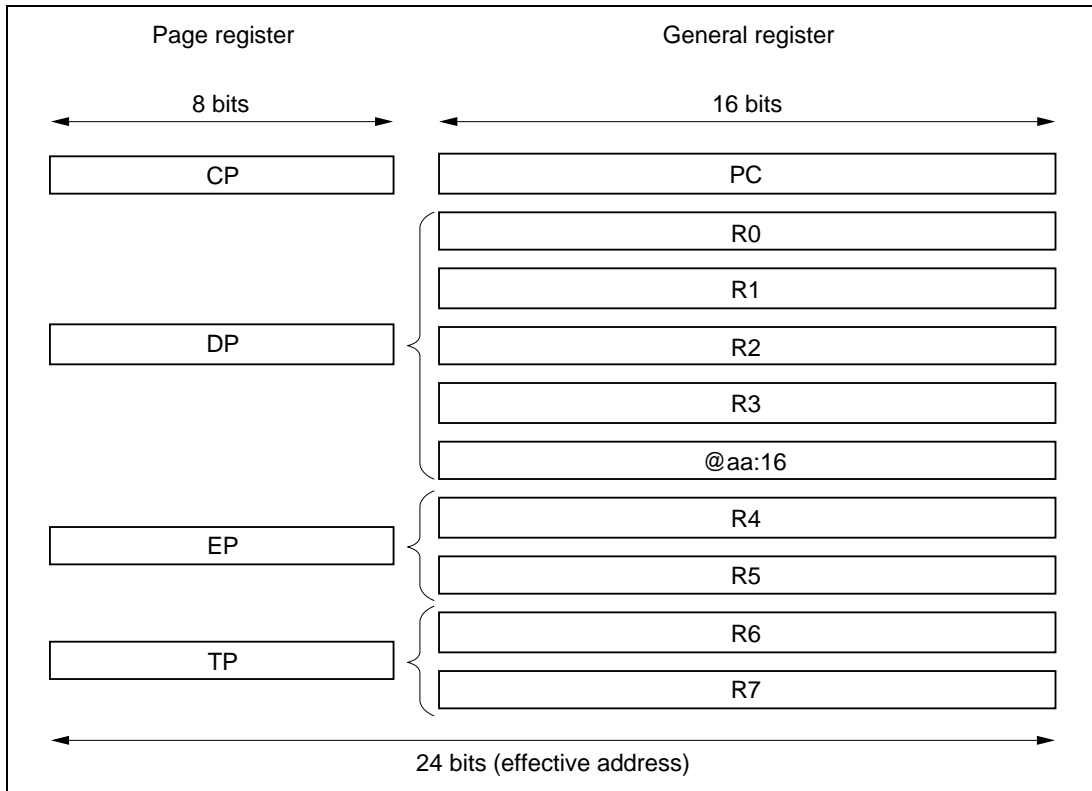 Page register
General register
8 bits
16 bits
CP
PC
R0
R1
DP
R2
R3
@aa:16
R4
EP
R5
R6
TP
R7
24 bits (effective address)